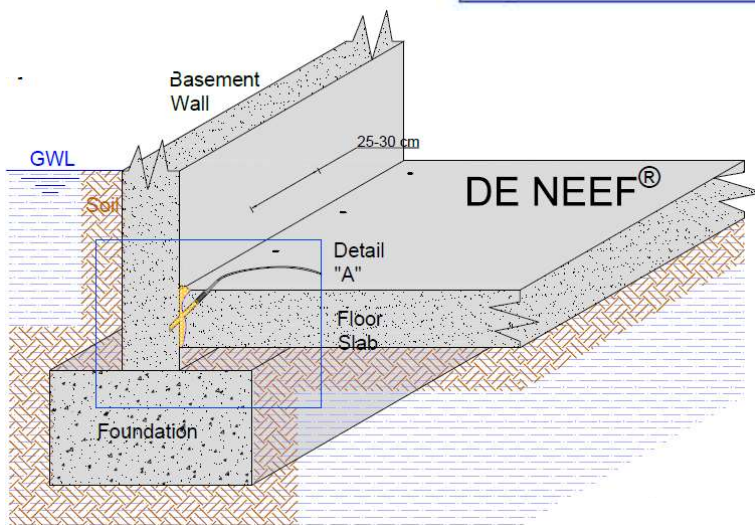 Basement
Wall
25-30 cm
GWL
DE NEEF®
Soil
Detail
"A"
Floor
Slab
Foundation